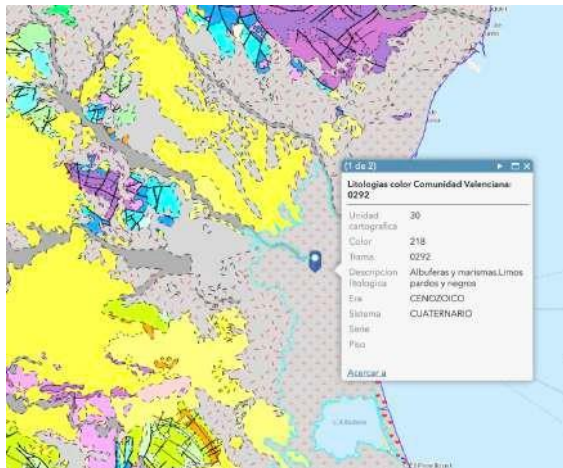 (1 de 2)
Litologías color Comunidad Valenciana:
0292
Unidad cartografica 30
Color 218
Trama 0292
Descripcion litologica Albuferas y marismas.Limos pardos y negros
Era CENOZOICO
Sistema CUATERNARIO
Serie
Piso
Acercar a